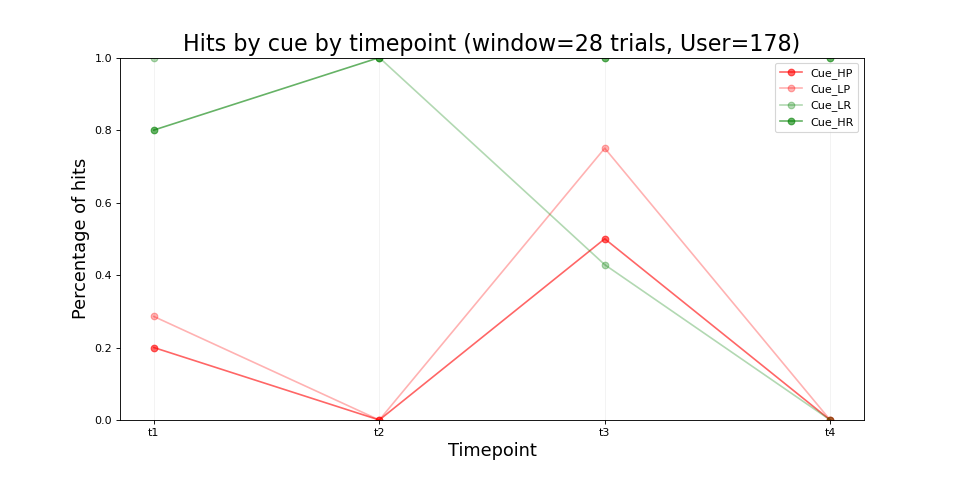 Hits by cue by timepoint (window=28 trials, User=178)
Percentage of hits
1.0
0.8
0.6
0.4
0.2
0.0
t1
t2
t3
t4
Timepoint
Cue_HP
Cue_LP
Cue_LR
Cue_HR